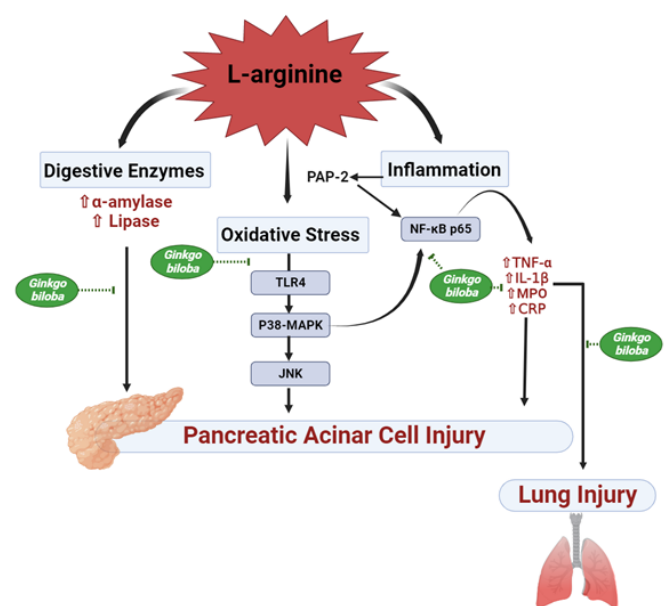 L-arginine
Digestive Enzymes
⇧α-amylase
⇧ Lipase
Inflammation
PAP-2
NF-κB p65
Oxidative Stress
Ginkgo
biloba
Ginkgo
biloba
TLR4
P38-MAPK
JNK
Ginkgo
biloba
⇧TNF-α
⇧IL-1β
⇧MPO
⇧CRP
Ginkgo
biloba
Pancreatic Acinar Cell Injury
Lung Injury